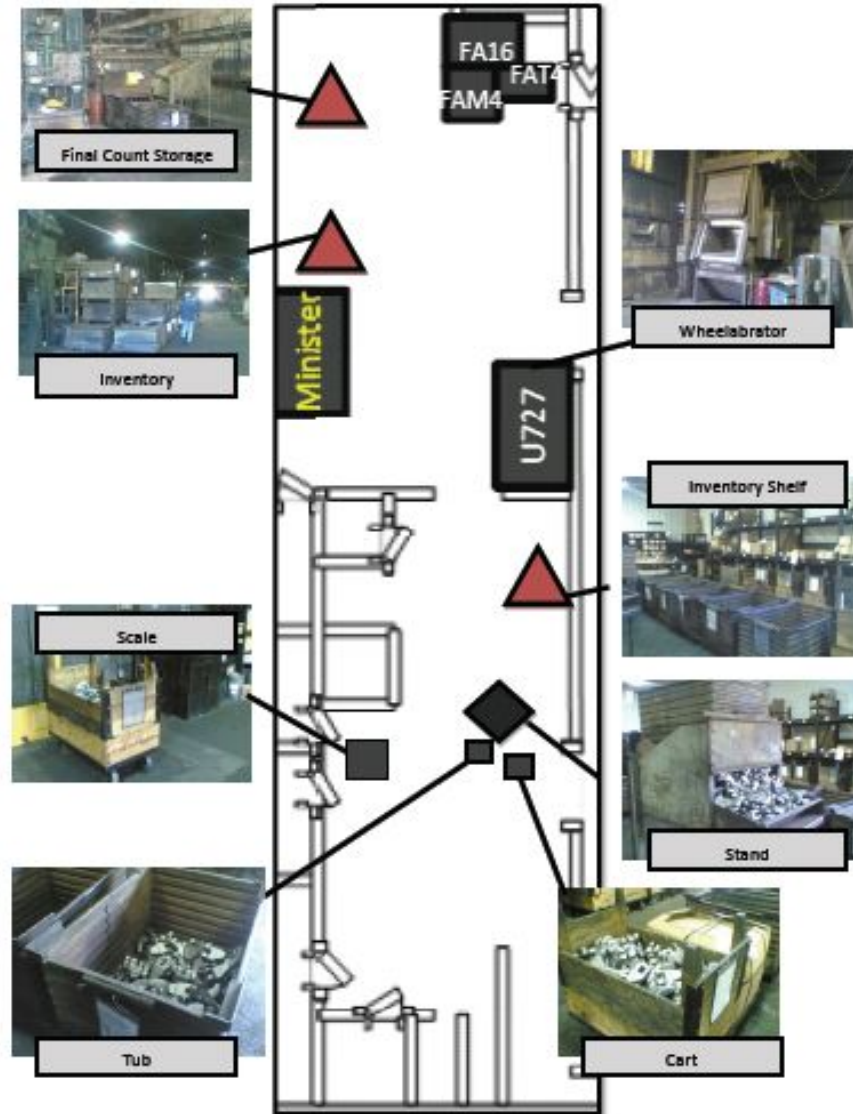 FA16
FAT4
FAM4
Final Count Storage
Wheelabrator
Minister
Inventory
U727
Inventory Shelf
Scale
Stand
Tub
Cart